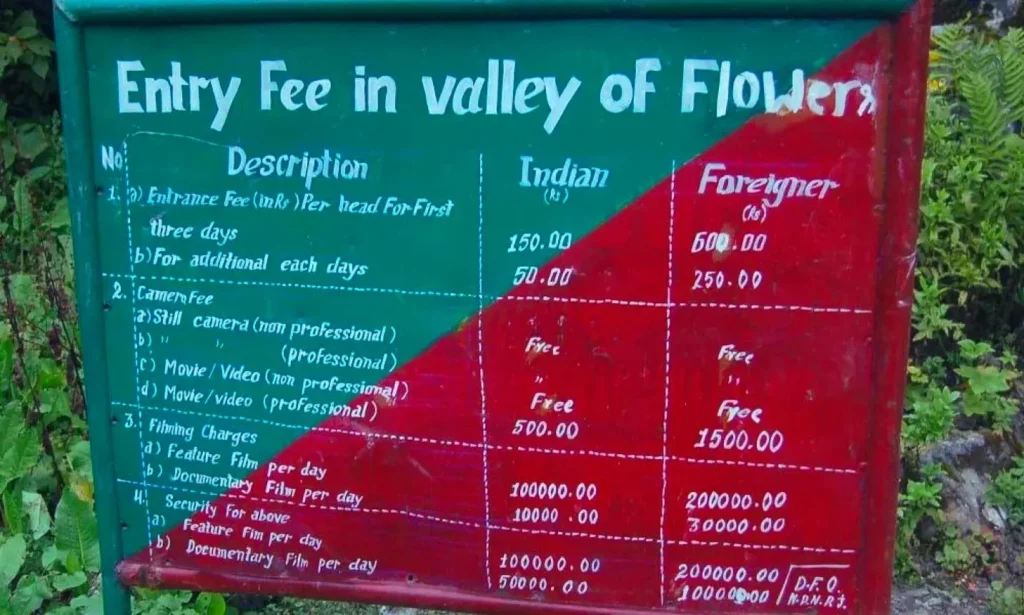 Entry Fee in valley of Flowers
No Description Indian Foreigner
(Rs) (Rs)
1. a) Entrance Fee (in Rs) Per head For First
three days 150.00 600.00
b) For additional each days 50.00 250.00
2. Camera Fee
a) Still camera (non professional) Free Free
b) " " (professional) " "
c) Movie/Video (non professional) Free Free
d) Movie/video (professional) 500.00 1500.00
3. Filming Charges
a) Feature Film per day 100000.00 200000.00
b) Documentary Film per day 10000.00 30000.00
4. Security For above
a) Feature Fim per day 100000.00 200000.00
b) Documentary Film per day 50000.00 100000.00
D.F.O.
N.D.N.P.J.